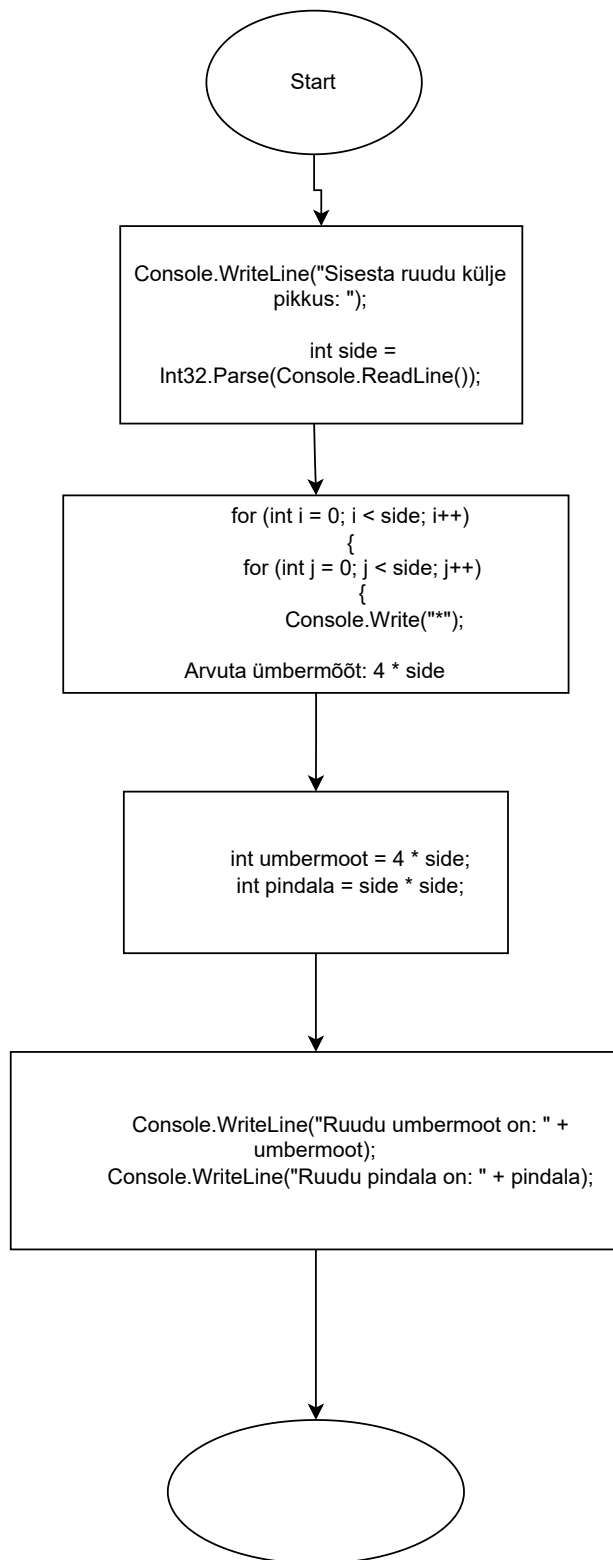 Start
Console.WriteLine("Sisesta ruudu külje
pikkus: ");
int side =
Int32.Parse(Console.ReadLine());
for (int i = 0; i < side; i++)
{
for (int j = 0; j < side; j++)
{
Console.Write("*");
Arvuta ümbermõõt: 4 * side
int umbermoot = 4 * side;
int pindala = side * side;
Console.WriteLine("Ruudu umbermoot on: " +
umbermoot);
Console.WriteLine("Ruudu pindala on: " + pindala);